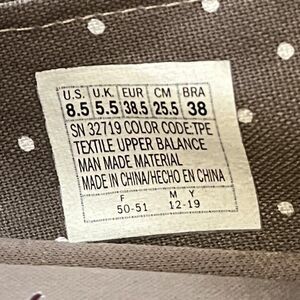 U.S. U.K. EUR CM BRA
8.5 5.5 38.5 25.5 38
SN 32719 COLOR CODE:TPE
TEXTILE UPPER BALANCE
MAN MADE MATERIAL
MADE IN CHINA/HECHO EN CHINA
F M Y
50-51 12-19